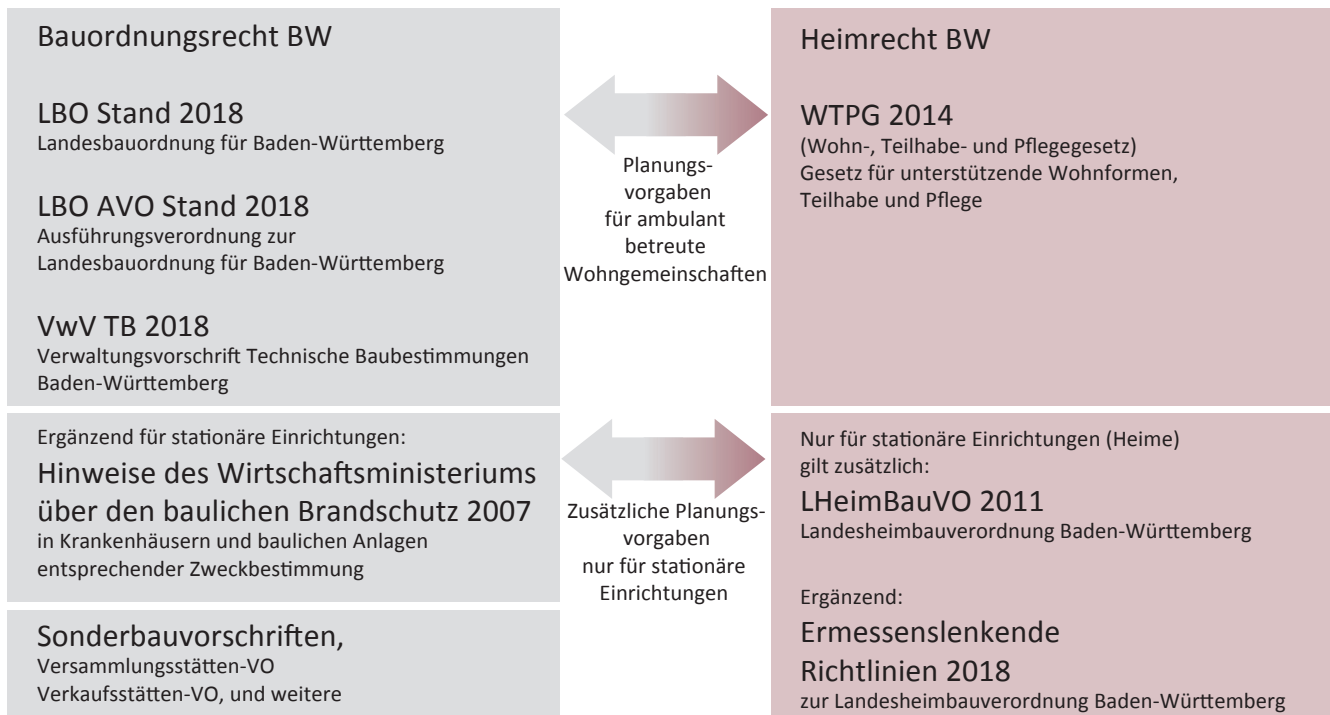 Bauordnungsrecht BW
LBO Stand 2018
Landesbauordnung für Baden-Württemberg
LBO AVO Stand 2018
Ausführungsverordnung zur
Landesbauordnung für Baden-Württemberg
VwV TB 2018
Verwaltungsvorschrift Technische Baubestimmungen
Baden-Württemberg
Planungs-
vorgaben
für ambulant
betreute
Wohngemeinschaften
Heimrecht BW
WTPG 2014
(Wohn-, Teilhabe- und Pflegegesetz)
Gesetz für unterstützende Wohnformen,
Teilhabe und Pflege
Ergänzend für stationäre Einrichtungen:
Hinweise des Wirtschaftsministeriums
über den baulichen Brandschutz 2007
in Krankenhäusern und baulichen Anlagen
entsprechender Zweckbestimmung
Sonderbauvorschriften,
Versammlungsstätten-VO
Verkaufsstätten-VO, und weitere
Zusätzliche Planungs-
vorgaben
nur für stationäre
Einrichtungen
Nur für stationäre Einrichtungen (Heime)
gilt zusätzlich:
LHeimBauVO 2011
Landesheimbauverordnung Baden-Württemberg
Ergänzend:
Ermessenslenkende
Richtlinien 2018
zur Landesheimbauverordnung Baden-Württemberg